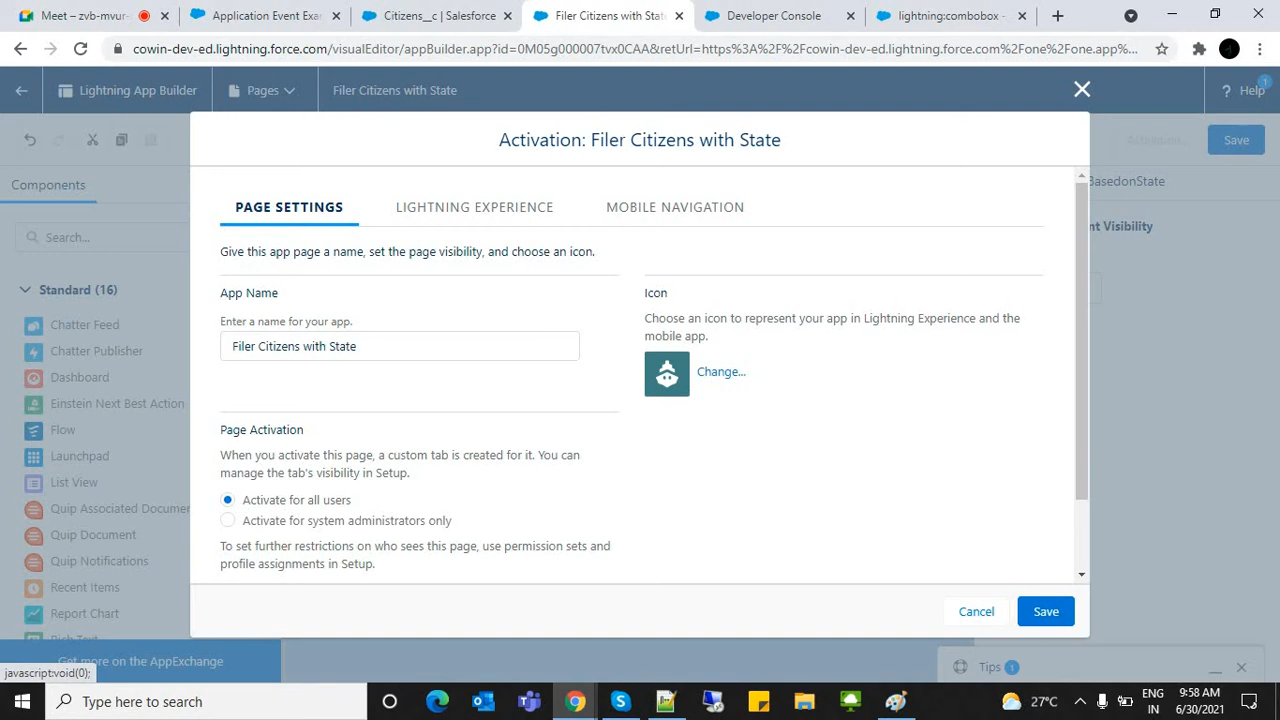 Meet – zvb-mvur-
Application Event Exa
Citizens__c | Salesforce
Filer Citizens with Stat
Developer Console
lightning:combobox -
cowin-dev-ed.lightning.force.com/visualEditor/appBuilder.app?id=0M05g000007tvx0CAA&retUrl=https%3A%2F%2Fcowin-dev-ed.lightning.force.com%2Fone%2Fone.app%...
Lightning App Builder
Pages
Filer Citizens with State
? Help
1
Activation: Filer Citizens with State
Activation...
Save
Components
BasedonState
PAGE SETTINGS
LIGHTNING EXPERIENCE
MOBILE NAVIGATION
Search...
nt Visibility
Give this app page a name, set the page visibility, and choose an icon.
Standard (16)
App Name
Icon
Enter a name for your app.
Choose an icon to represent your app in Lightning Experience and the
mobile app.
Filer Citizens with State
Change...
Chatter Feed
Chatter Publisher
Dashboard
Einstein Next Best Action
Flow
Launchpad
List View
Quip Associated Documen
Quip Document
Quip Notifications
Recent Items
Report Chart
Rich Text
Page Activation
When you activate this page, a custom tab is created for it. You can
manage the tab's visibility in Setup.
Activate for all users
Activate for system administrators only
To set further restrictions on who sees this page, use permission sets and
profile assignments in Setup.
Cancel
Save
Get more on the AppExchange
Tips 1
javascript:void(0);
Type here to search
27°C
ENG
IN
9:58 AM
6/30/2021